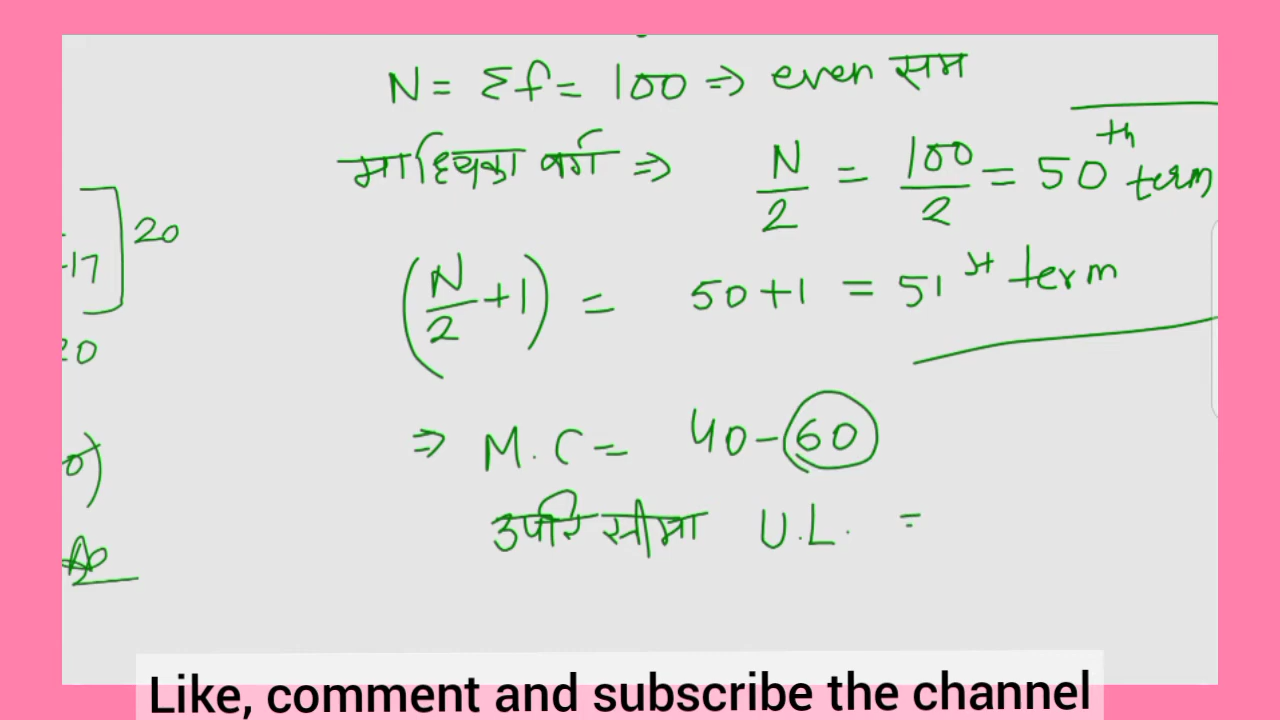 N = Σf = 100 ⇒ even सम
माध्यिका वर्ग ⇒ N/2 = 100/2 = 50th term
20
-17
(N/2 + 1) = 50 + 1 = 51st term
20
⇒ M.C = 40 - 60
उपरि सीमा U.L. =
Like, comment and subscribe the channel